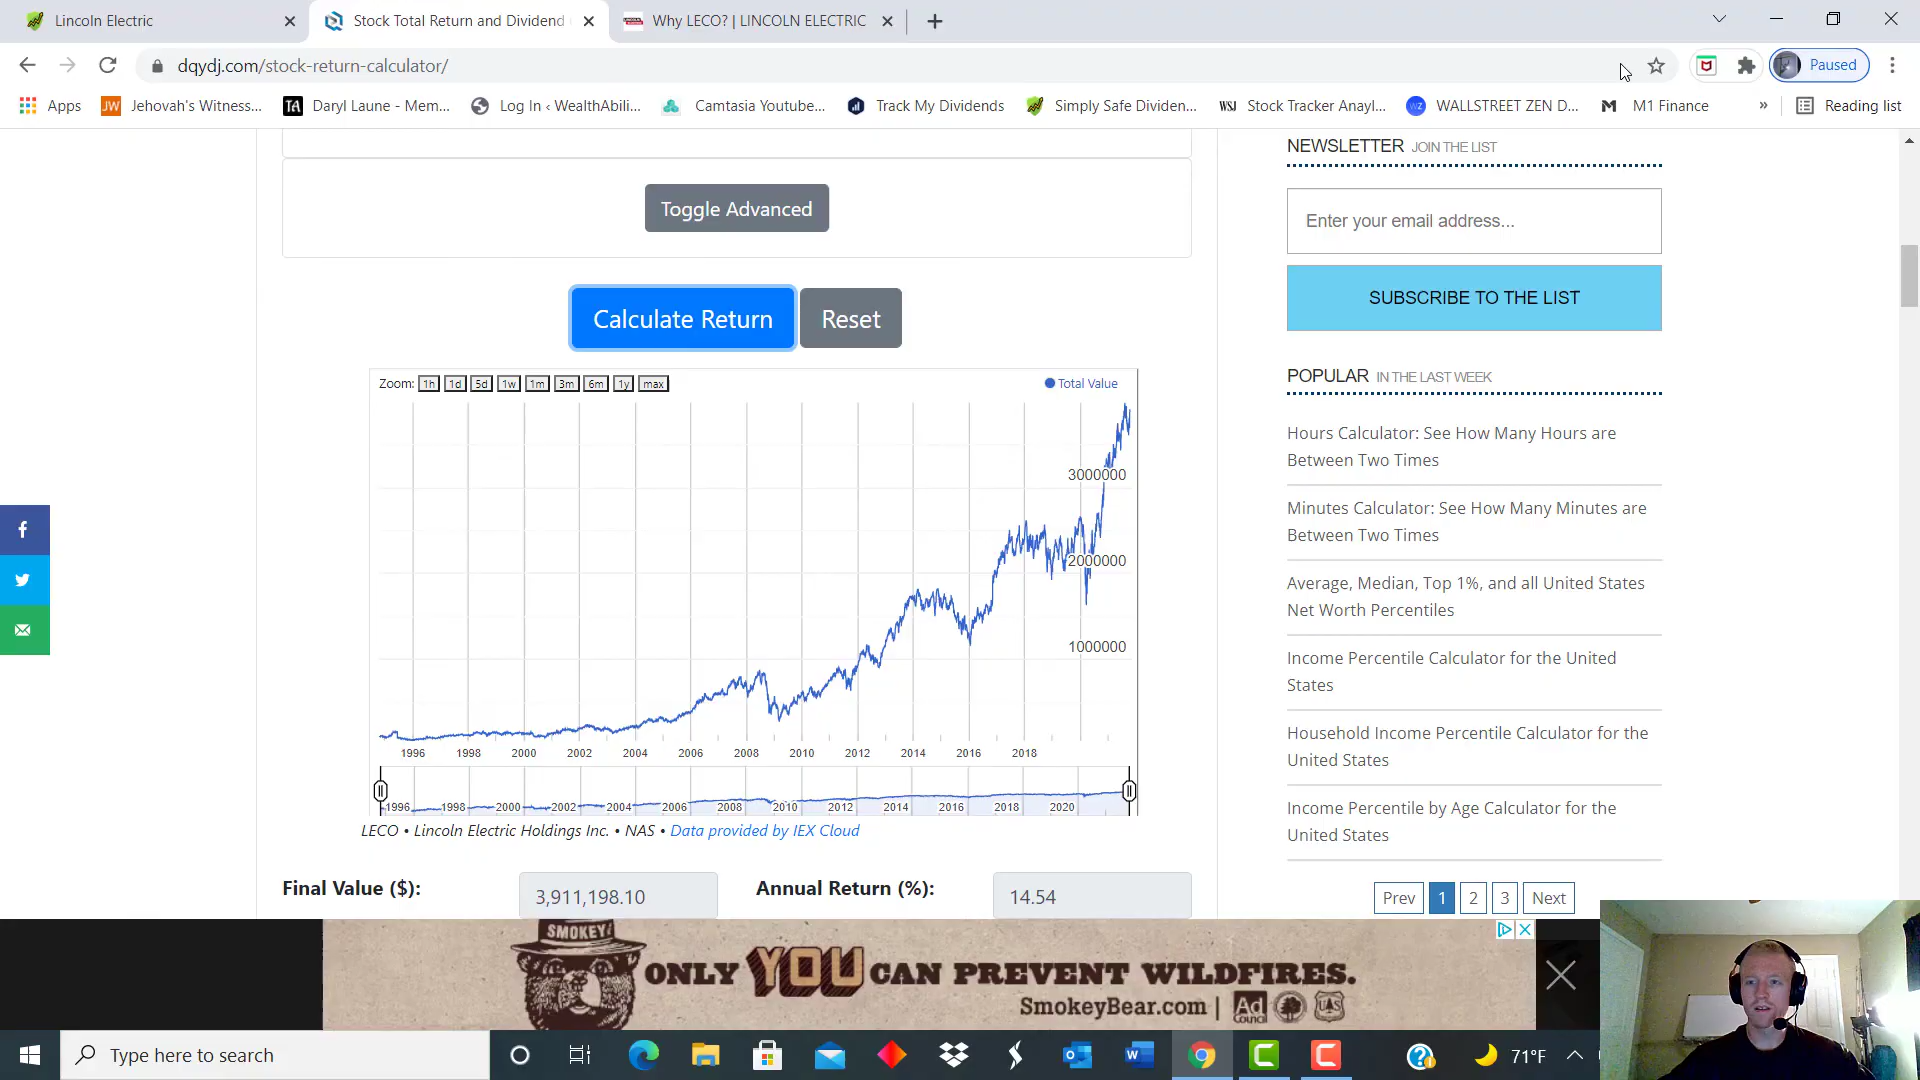 Lincoln Electric
Stock Total Return and Dividend
Why LECO? | LINCOLN ELECTRIC
dqydj.com/stock-return-calculator/
Paused
Apps
JW
Jehovah's Witness...
TA
Daryl Laune - Mem...
Log In ‹ WealthAbili...
Camtasia Youtube...
Track My Dividends
Simply Safe Dividen...
WSJ
Stock Tracker Anayl...
WZ
WALLSTREET ZEN D...
M1 Finance
»
Reading list
NEWSLETTER JOIN THE LIST
Toggle Advanced
Enter your email address...
SUBSCRIBE TO THE LIST
Calculate Return
Reset
POPULAR IN THE LAST WEEK
Zoom: 1h 1d 5d 1w 1m 3m 6m 1y max
Total Value
Hours Calculator: See How Many Hours are
Between Two Times
3000000
Minutes Calculator: See How Many Minutes are
Between Two Times
2000000
Average, Median, Top 1%, and all United States
Net Worth Percentiles
1000000
Income Percentile Calculator for the United
States
Household Income Percentile Calculator for the
United States
1996 1998 2000 2002 2004 2006 2008 2010 2012 2014 2016 2018
1996 1998 2000 2002 2004 2006 2008 2010 2012 2014 2016 2018 2020
Income Percentile by Age Calculator for the
United States
LECO • Lincoln Electric Holdings Inc. • NAS • Data provided by IEX Cloud
Final Value ($):
3,911,198.10
Annual Return (%):
14.54
Prev 1 2 3 Next
SMOKEY
ONLY YOU CAN PREVENT WILDFIRES.
SmokeyBear.com | Ad Council
Type here to search
71°F